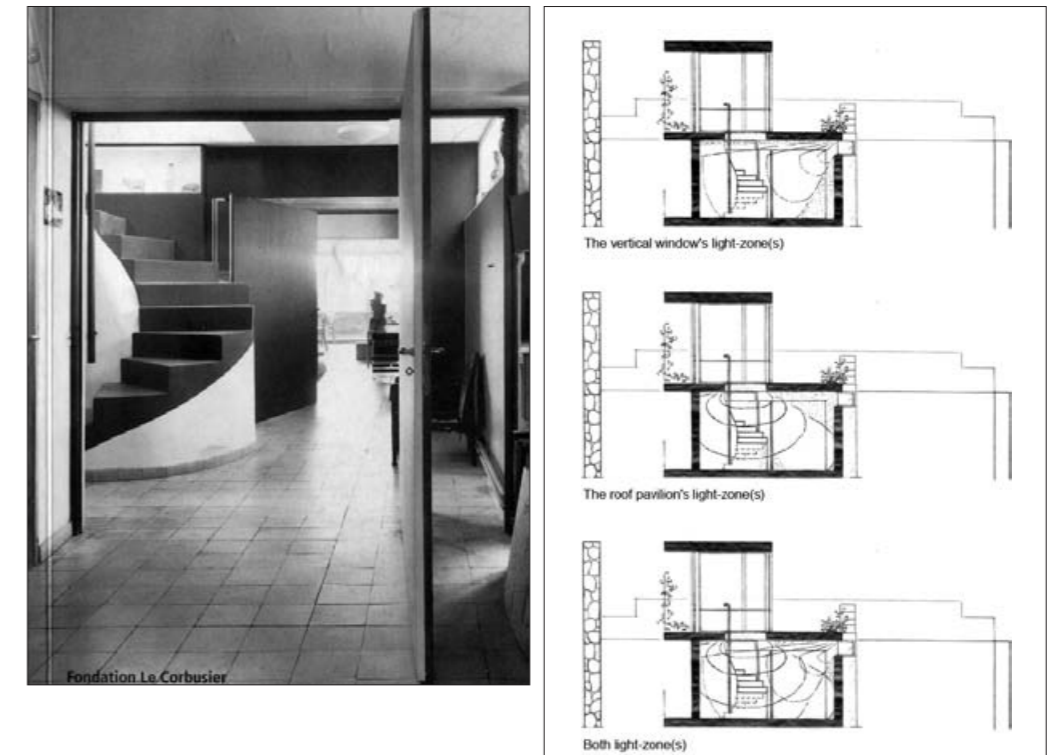 Fondation Le Corbusier
The vertical window's light-zone(s)
The roof pavilion's light-zone(s)
Both light-zone(s)